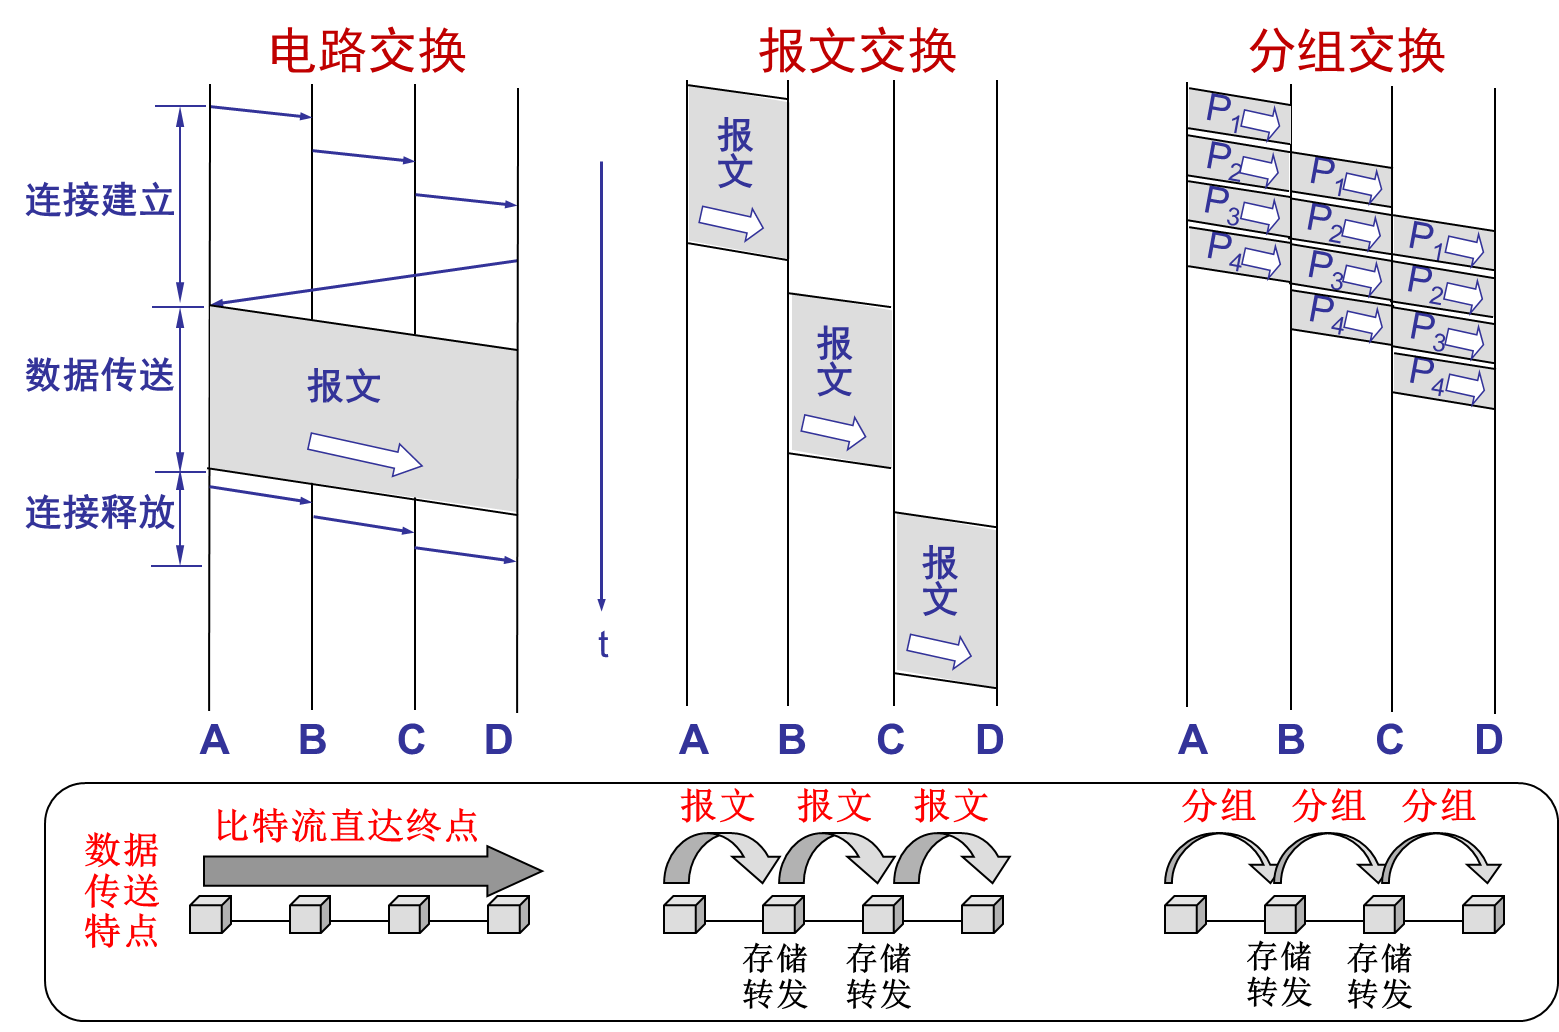 电路交换
报文交换
分组交换
连接建立
数据传送
连接释放
报文
t
报
文
报
文
报
文
P1
P2
P3
P4
P1
P2
P3
P4
P1
P2
P3
P4
A B C D
A B C D
A B C D
数据
传送
特点
比特流直达终点
报文 报文 报文
存储
转发
存储
转发
分组 分组 分组
存储
转发
存储
转发